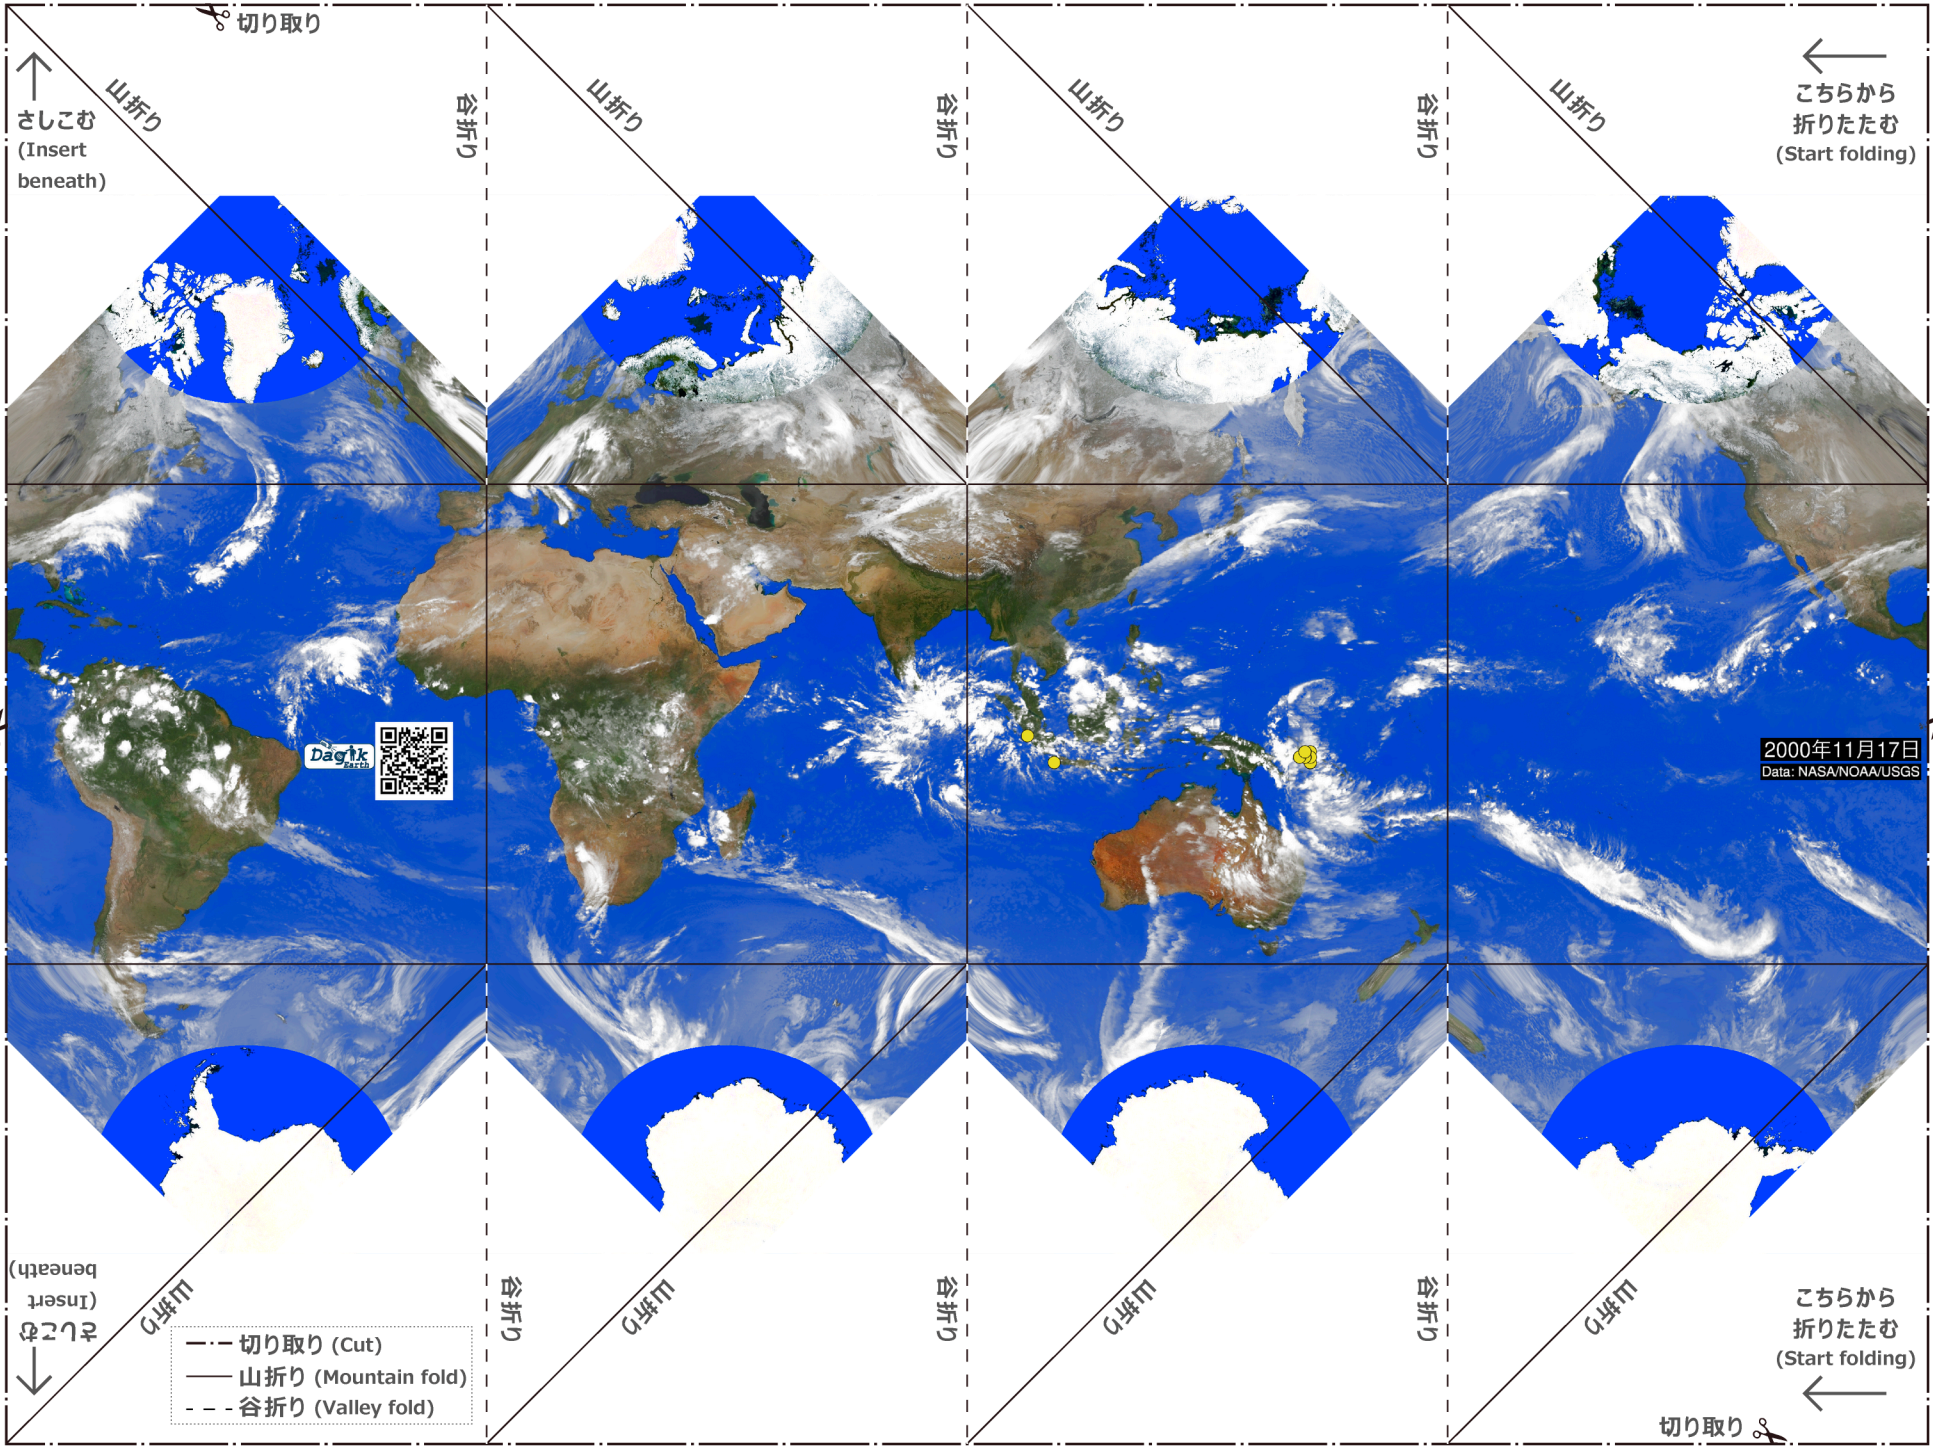 切り取り
山折り
谷折り
山折り
谷折り
山折り
谷折り
山折り
さしこむ
(Insert
beneath)
こちらから
折りたたむ
(Start folding)
Dagik
Earth
2000年11月17日
Data: NASA/NOAA/USGS
さしこむ
(Insert
beneath)
山折り
谷折り
山折り
谷折り
山折り
谷折り
山折り
切り取り (Cut)
山折り (Mountain fold)
谷折り (Valley fold)
こちらから
折りたたむ
(Start folding)
切り取り